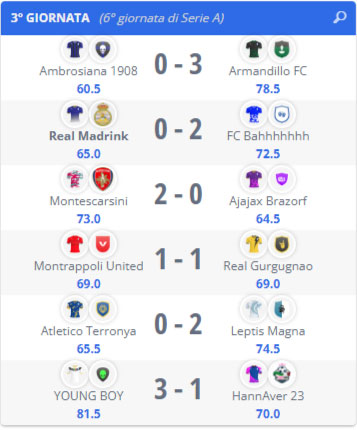 3° GIORNATA (6° giornata di Serie A)
0 - 3
Ambrosiana 1908 Armandillo FC
60.5 78.5
0 - 2
Real Madrink FC Bahhhhhhh
65.0 72.5
2 - 0
Montescarsini Ajajax Brazorf
73.0 64.5
1 - 1
Montrappoli United Real Gurgugnao
69.0 69.0
0 - 2
Atletico Terronya Leptis Magna
65.5 74.5
3 - 1
YOUNG BOY HannAver 23
81.5 70.0